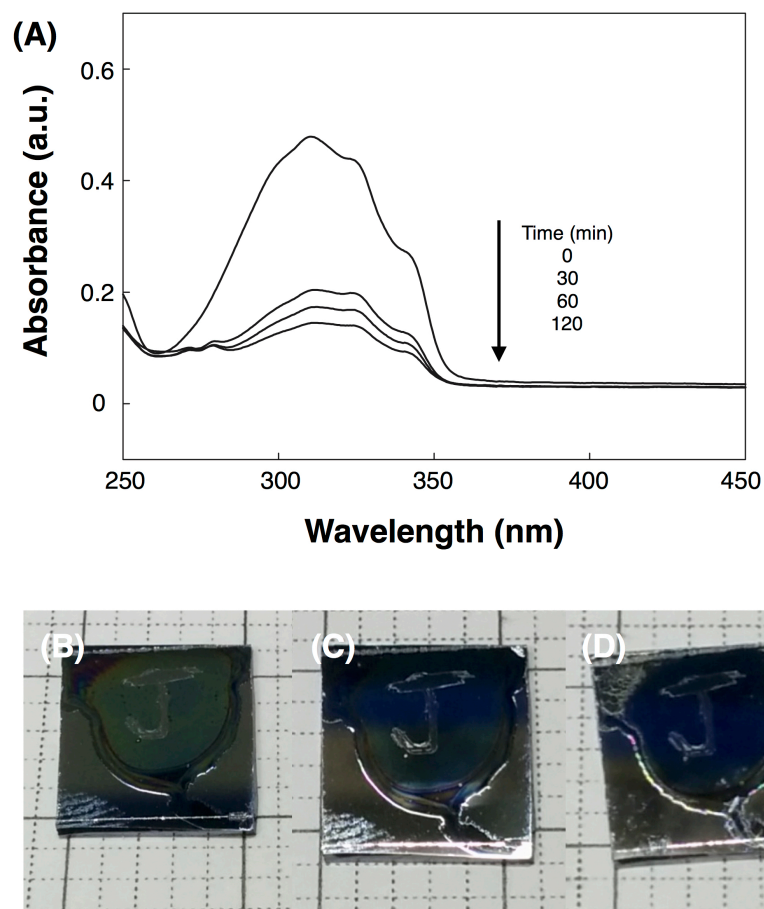 (A)
Absorbance (a.u.)
0.6
0.4
0.2
0
Time (min)
0
30
60
120
250
300
350
400
450
Wavelength (nm)
(B)
(C)
(D)
J
J
J